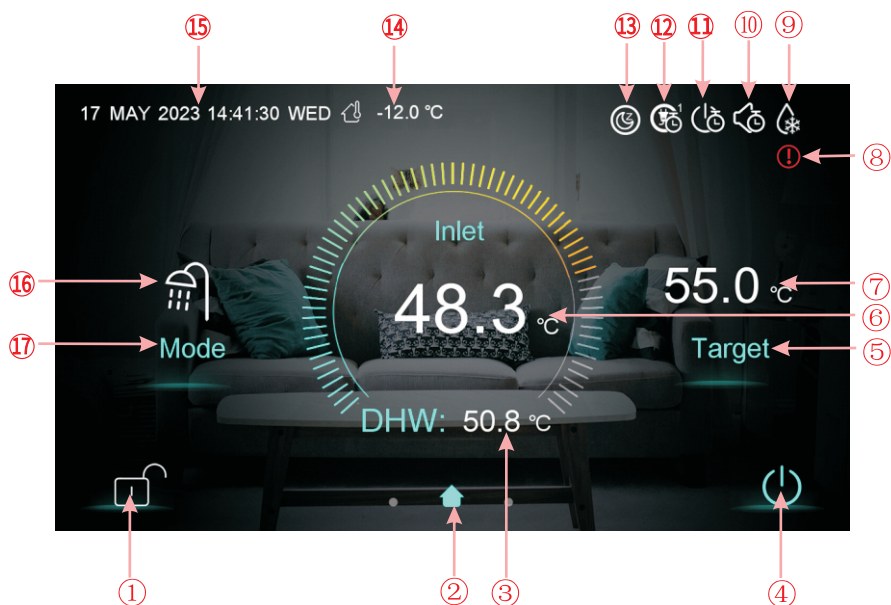 ⑮ ⑭ ⑬ ⑫ ⑪ ⑩ ⑨
17 MAY 2023 14:41:30 WED -12.0 ℃
1
⑧
Inlet
⑯ 55.0 ℃ ⑦
48.3 ℃ ⑥
⑰ Mode Target ⑤
DHW: 50.8 ℃
① ② ③ ④